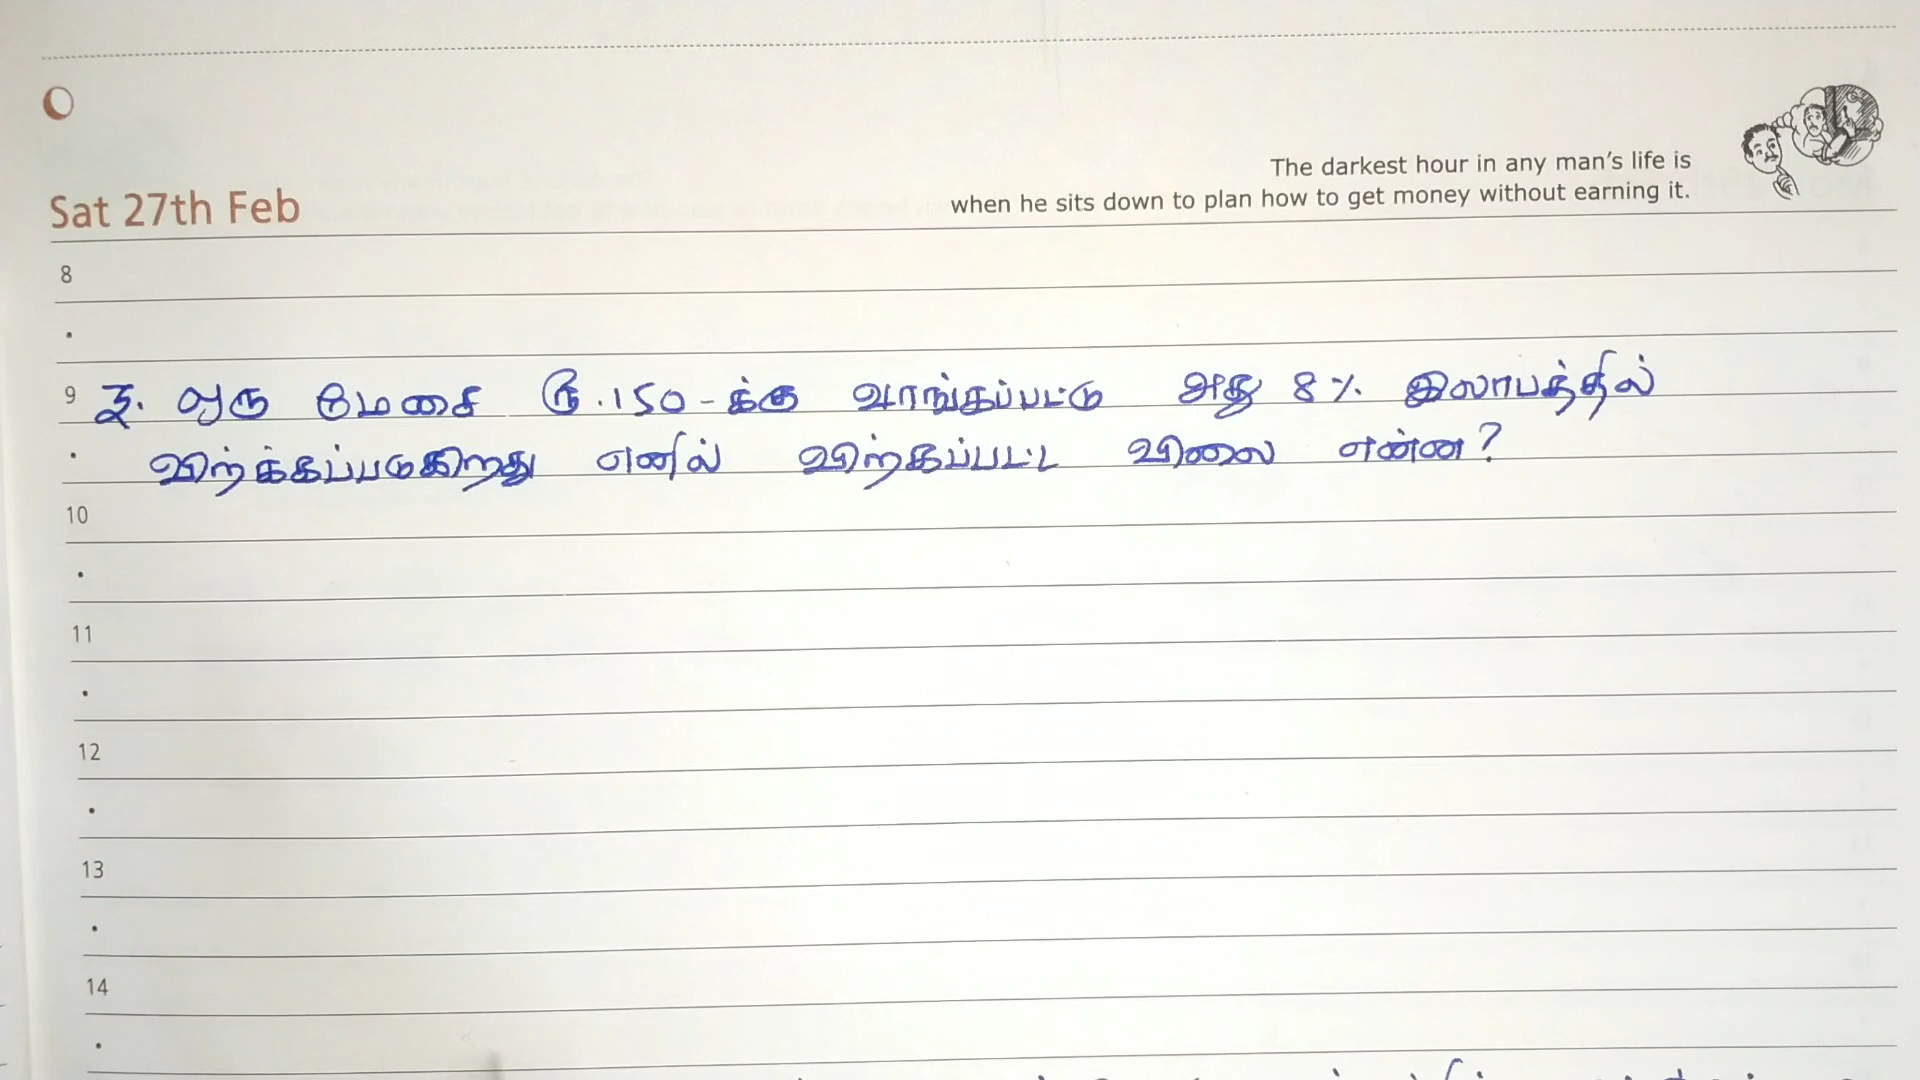 The darkest hour in any man's life is
when he sits down to plan how to get money without earning it.
Sat 27th Feb
8
9 3. ஒரு மேசை ரூ.150-க்கு வாங்கப்பட்டு அது 8% இலாபத்தில்
விற்க்கப்படுகிறது எனில் விற்கப்பட்ட விலை என்ன?
10
11
12
13
14